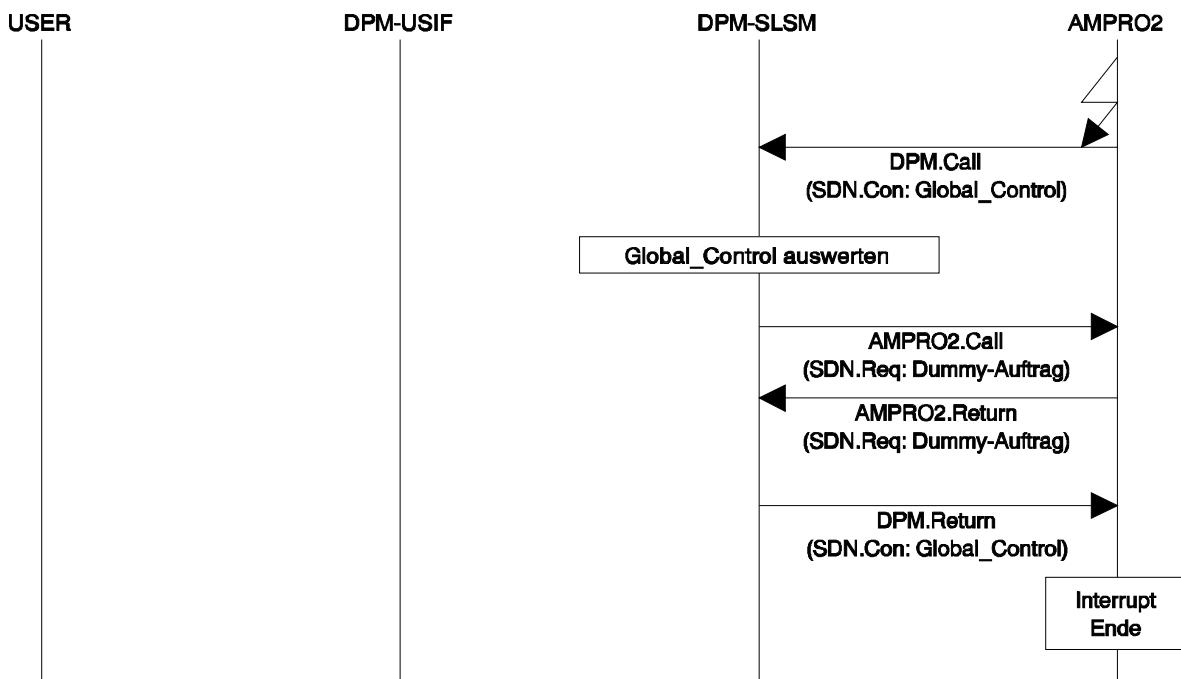 USER DPM-USIF DPM-SLSM AMPRO2
DPM.Call
(SDN.Con: Global_Control)
Global_Control auswerten
AMPRO2.Call
(SDN.Req: Dummy-Auftrag)
AMPRO2.Return
(SDN.Req: Dummy-Auftrag)
DPM.Return
(SDN.Con: Global_Control)
Interrupt
Ende